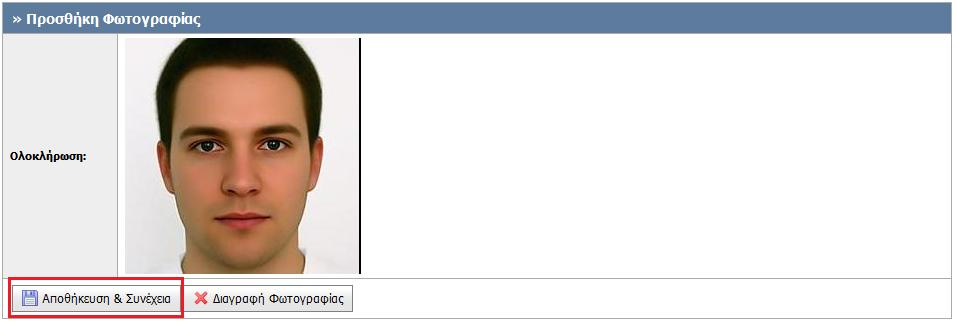 » Προσθήκη Φωτογραφίας
Ολοκλήρωση:
Αποθήκευση & Συνέχεια
Διαγραφή Φωτογραφίας